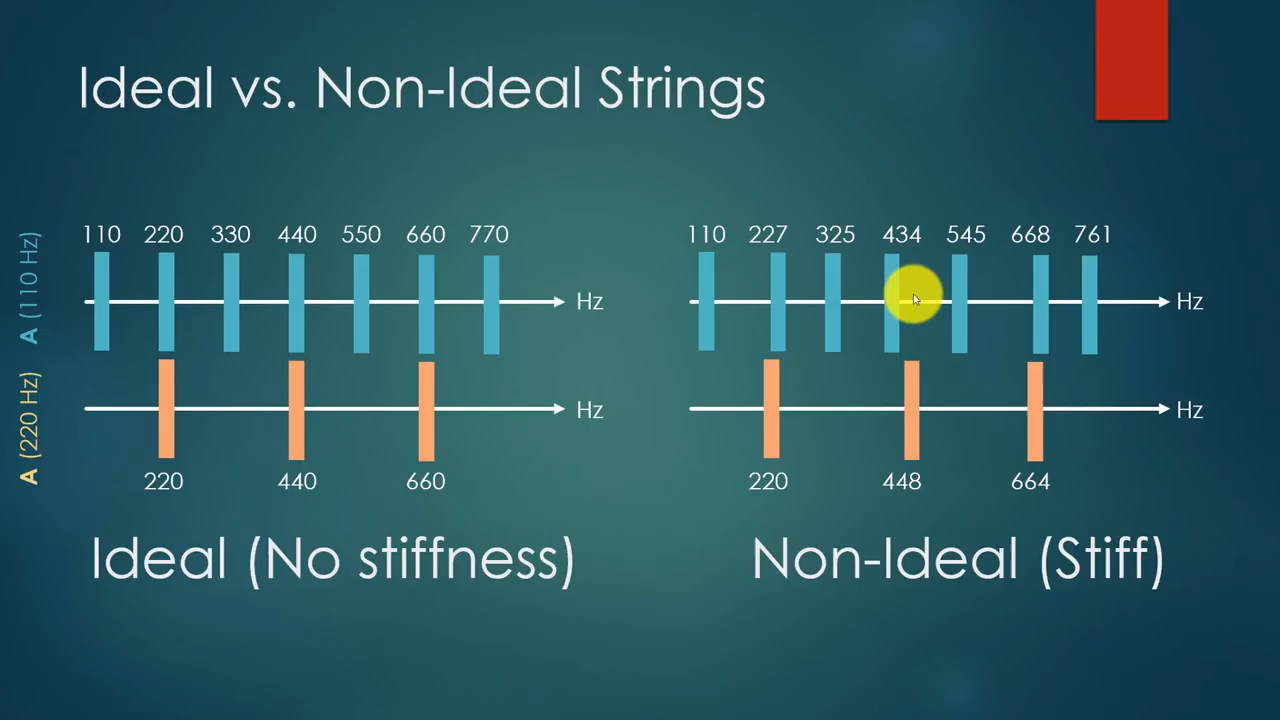 Ideal vs. Non-Ideal Strings
A (110 Hz)
110 220 330 440 550 660 770
Hz
A (220 Hz)
Hz
220 440 660
Ideal (No stiffness)
110 227 325 434 545 668 761
Hz
Hz
220 448 664
Non-Ideal (Stiff)